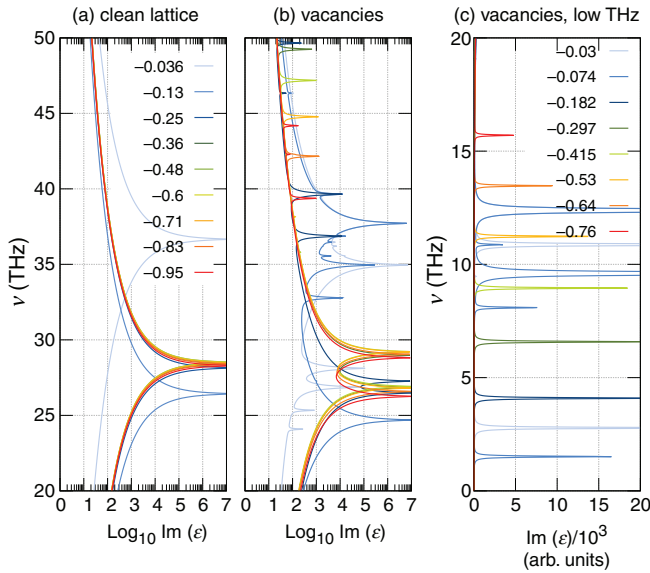 (a) clean lattice
(b) vacancies
(c) vacancies, low THz
50
45
40
35
30
25
20
ν (THz)
−0.036
−0.13
−0.25
−0.36
−0.48
−0.6
−0.71
−0.83
−0.95
0 1 2 3 4 5 6 7
Log10 Im (ε)
0 1 2 3 4 5 6 7
Log10 Im (ε)
20
15
10
5
0
ν (THz)
−0.03
−0.074
−0.182
−0.297
−0.415
−0.53
−0.64
−0.76
0 5 10 15 20
Im (ε)/10³
(arb. units)